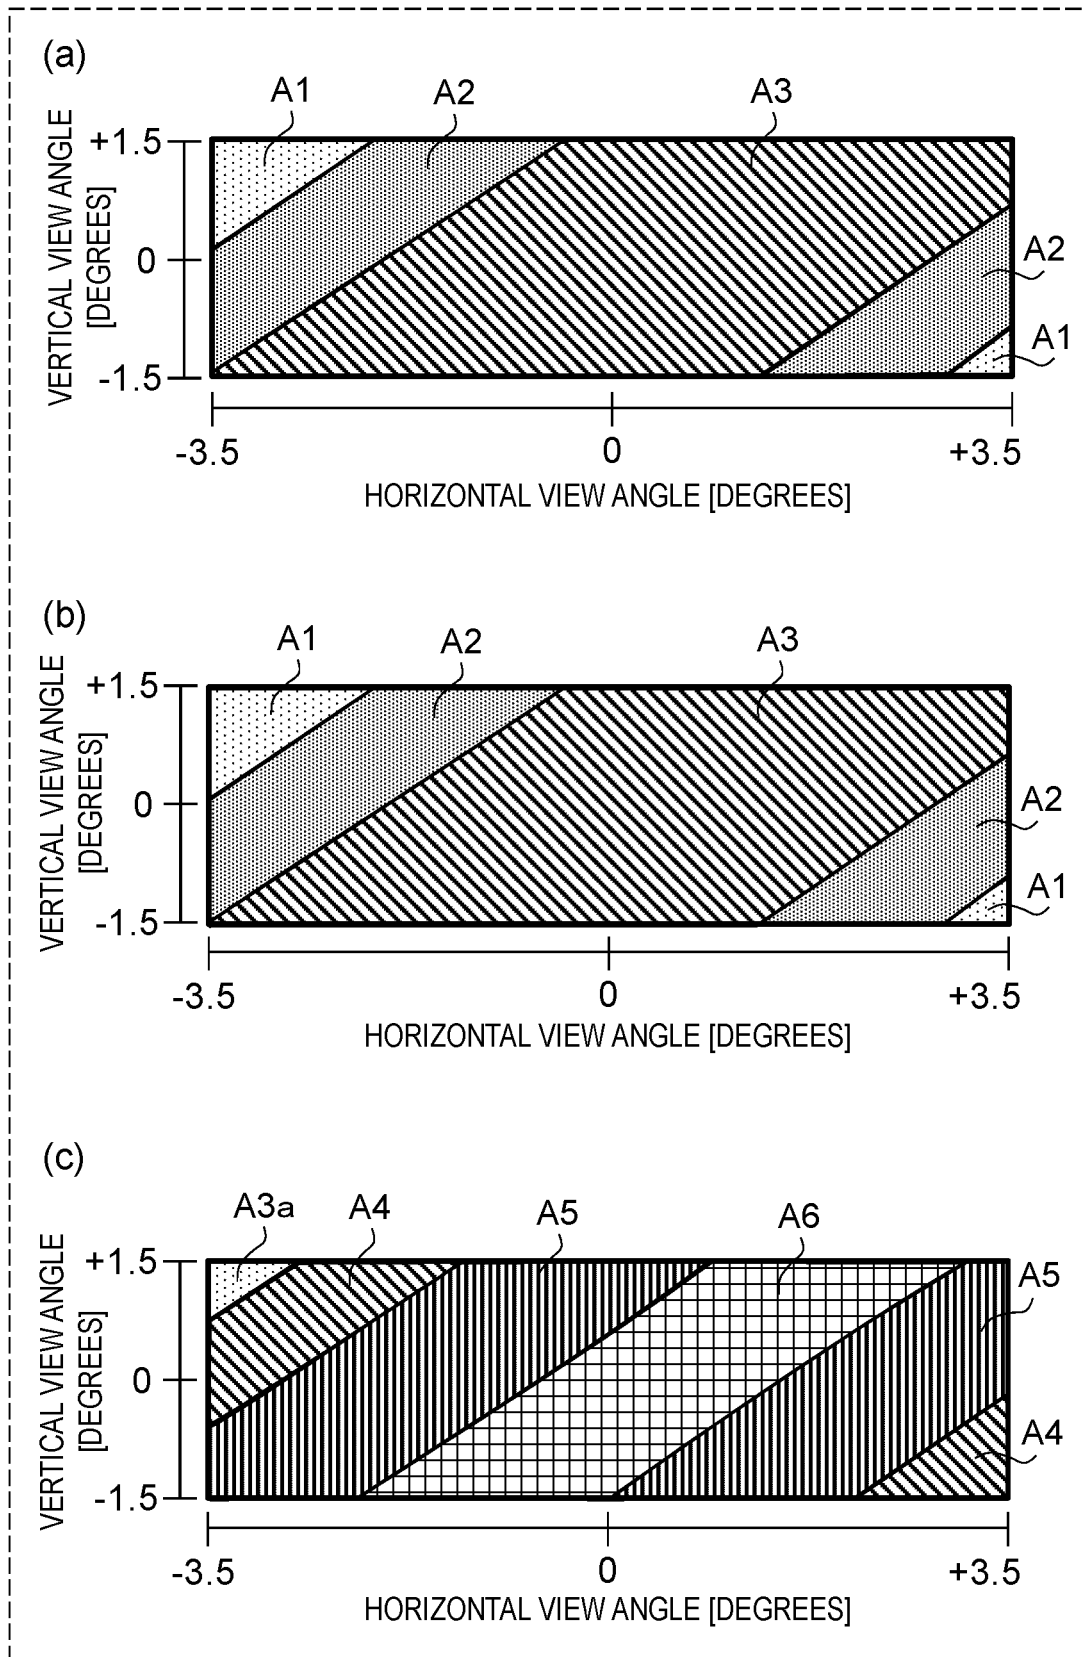 (a)
A1 A2 A3
VERTICAL VIEW ANGLE
[DEGREES]
+1.5
0
-1.5
A2
A1
-3.5 0 +3.5
HORIZONTAL VIEW ANGLE [DEGREES]
(b)
A1 A2 A3
VERTICAL VIEW ANGLE
[DEGREES]
+1.5
0
-1.5
A2
A1
-3.5 0 +3.5
HORIZONTAL VIEW ANGLE [DEGREES]
(c)
A3a A4 A5 A6
VERTICAL VIEW ANGLE
[DEGREES]
+1.5
0
-1.5
A5
A4
-3.5 0 +3.5
HORIZONTAL VIEW ANGLE [DEGREES]